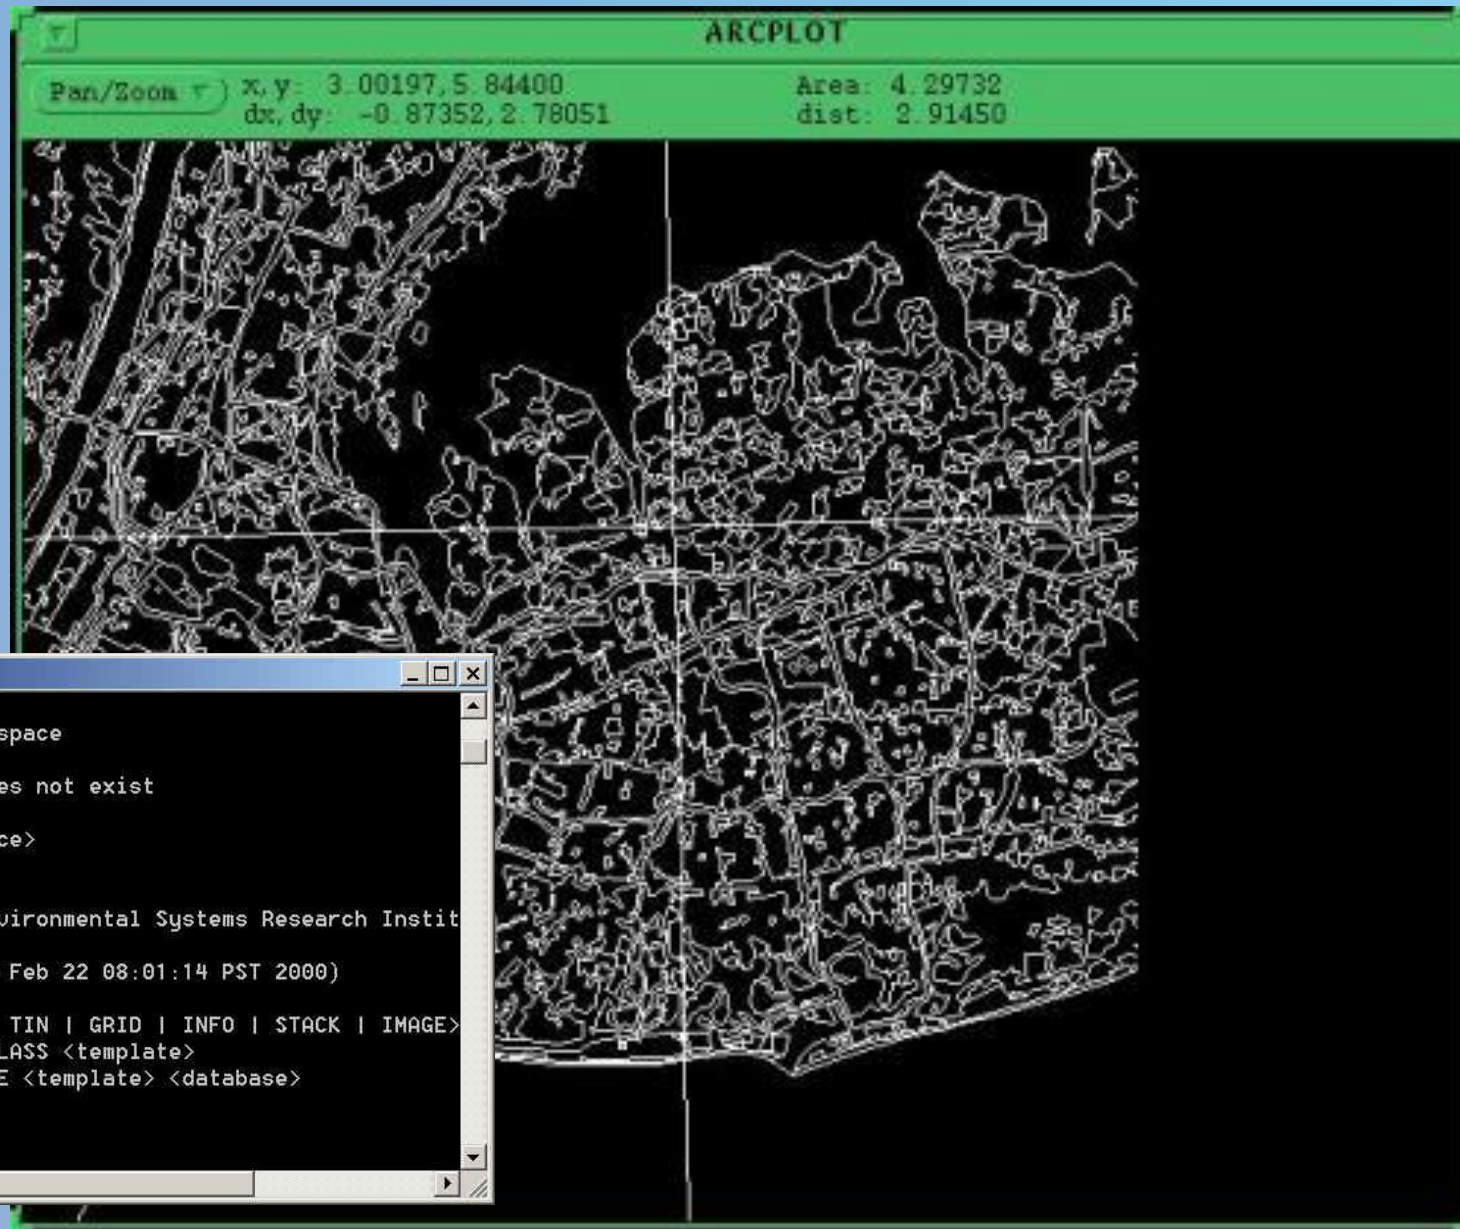 ARCPLOT
Pan/Zoom
x,y: 3.00197,5.84400
Area: 4.29732
dx,dy: -0.87352,2.78051
dist: 2.91450
space
es not exist
ce>
vironmental Systems Research Instit
Feb 22 08:01:14 PST 2000)
TIN | GRID | INFO | STACK | IMAGE>
LASS <template>
E <template> <database>